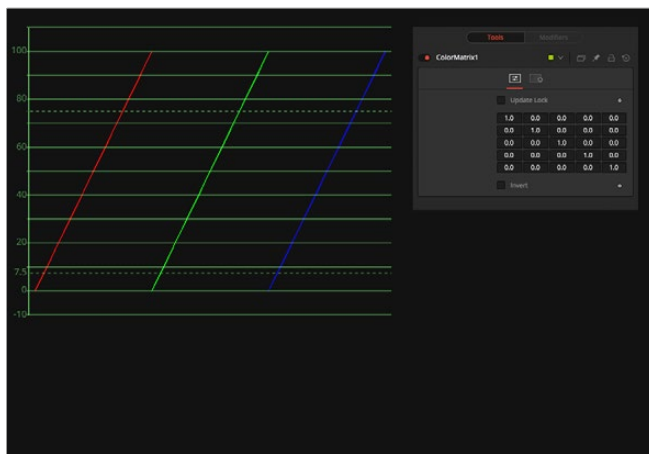 100
80
60
40
20
7.5
0
-10
Tools Modifiers
ColorMatrix1
Update Lock
1.0 0.0 0.0 0.0 0.0
0.0 1.0 0.0 0.0 0.0
0.0 0.0 1.0 0.0 0.0
0.0 0.0 0.0 1.0 0.0
0.0 0.0 0.0 0.0 1.0
Invert